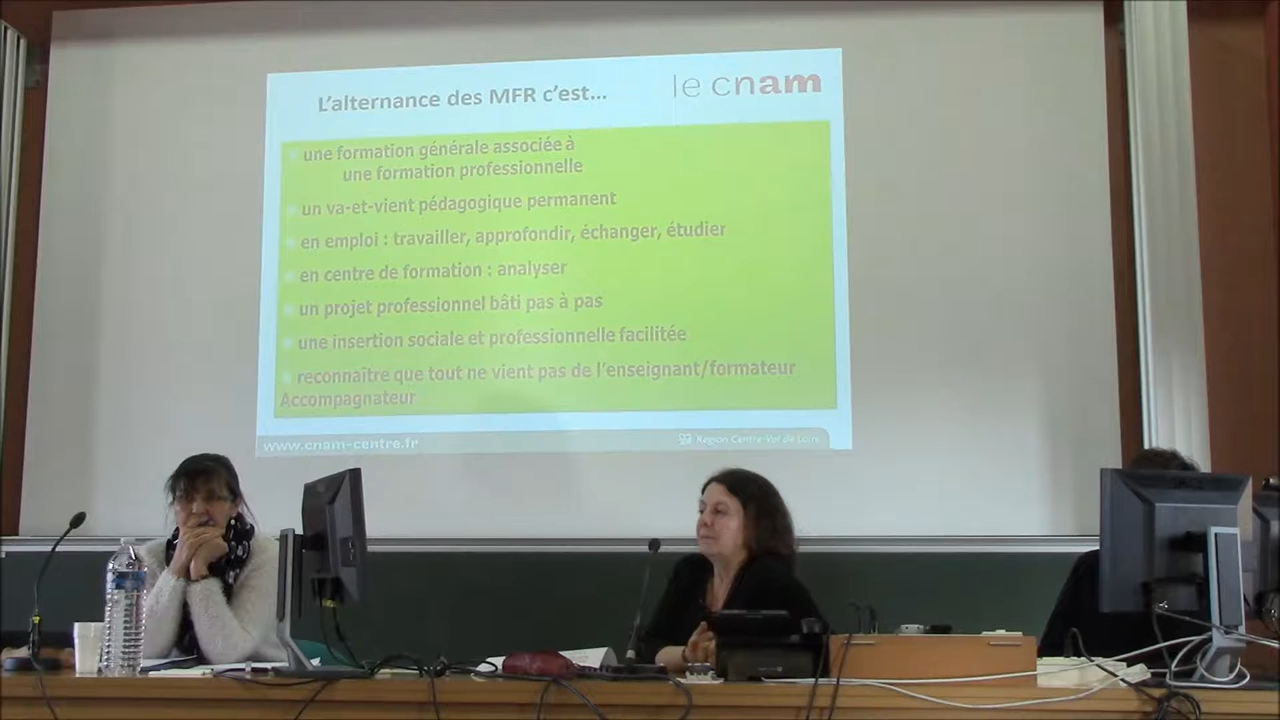 L'alternance des MFR c'est...
le cnam
une formation générale associée à
une formation professionnelle
un va-et-vient pédagogique permanent
en emploi : travailler, approfondir, échanger, étudier
en centre de formation : analyser
un projet professionnel bâti pas à pas
une insertion sociale et professionnelle facilitée
reconnaître que tout ne vient pas de l'enseignant/formateur
Accompagnateur
www.cnam-centre.fr
Région Centre-Val de Loire